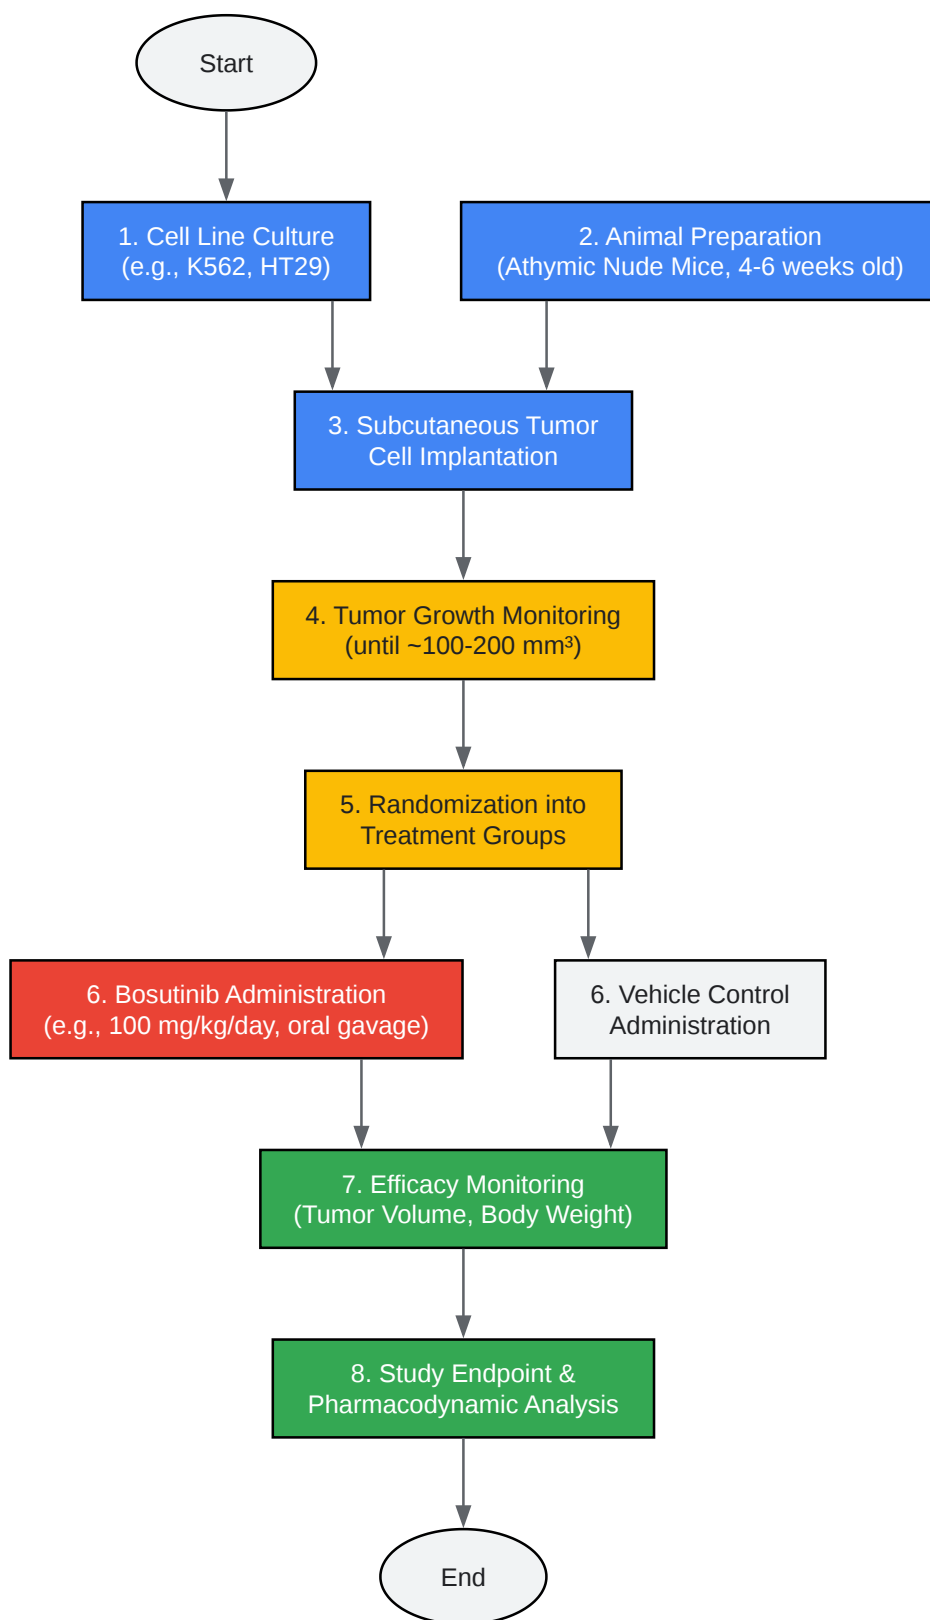 Start
1. Cell Line Culture
(e.g., K562, HT29)
2. Animal Preparation
(Athymic Nude Mice, 4-6 weeks old)
3. Subcutaneous Tumor
Cell Implantation
4. Tumor Growth Monitoring
(until ~100-200 mm³)
5. Randomization into
Treatment Groups
6. Bosutinib Administration
(e.g., 100 mg/kg/day, oral gavage)
6. Vehicle Control
Administration
7. Efficacy Monitoring
(Tumor Volume, Body Weight)
8. Study Endpoint &
Pharmacodynamic Analysis
End